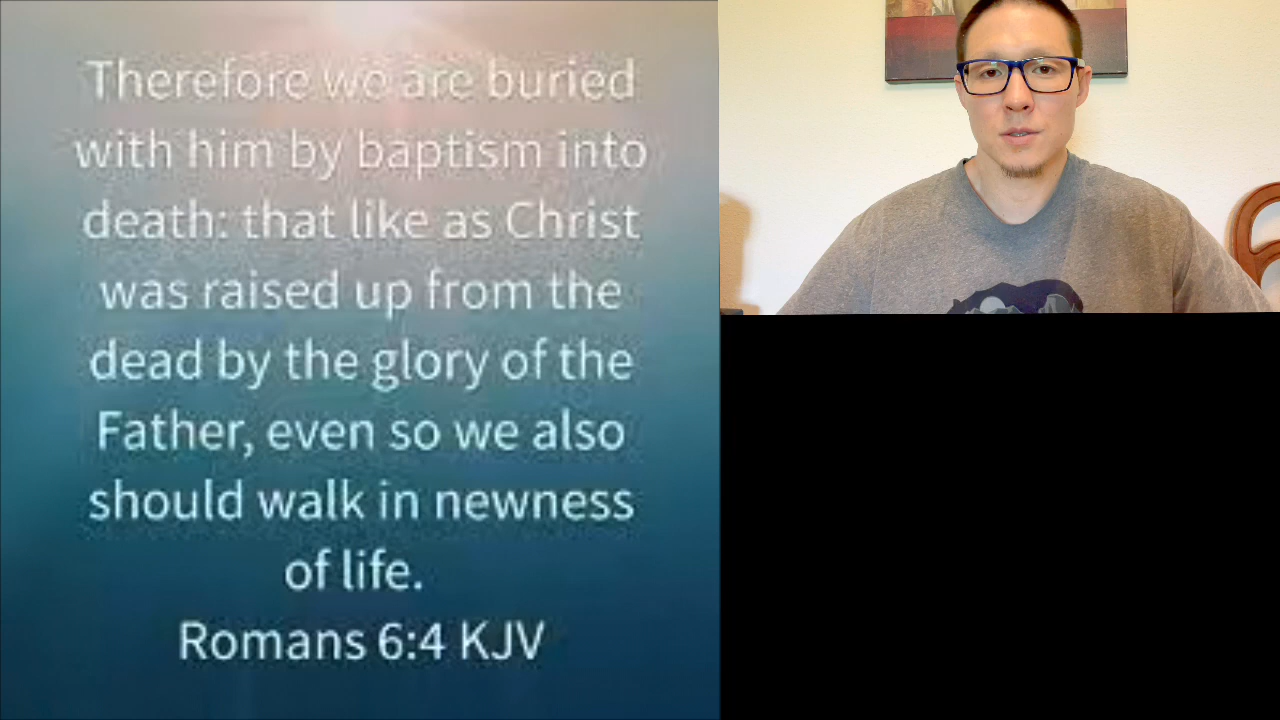 Therefore we are buried
with him by baptism into
death: that like as Christ
was raised up from the
dead by the glory of the
Father, even so we also
should walk in newness
of life.
Romans 6:4 KJV